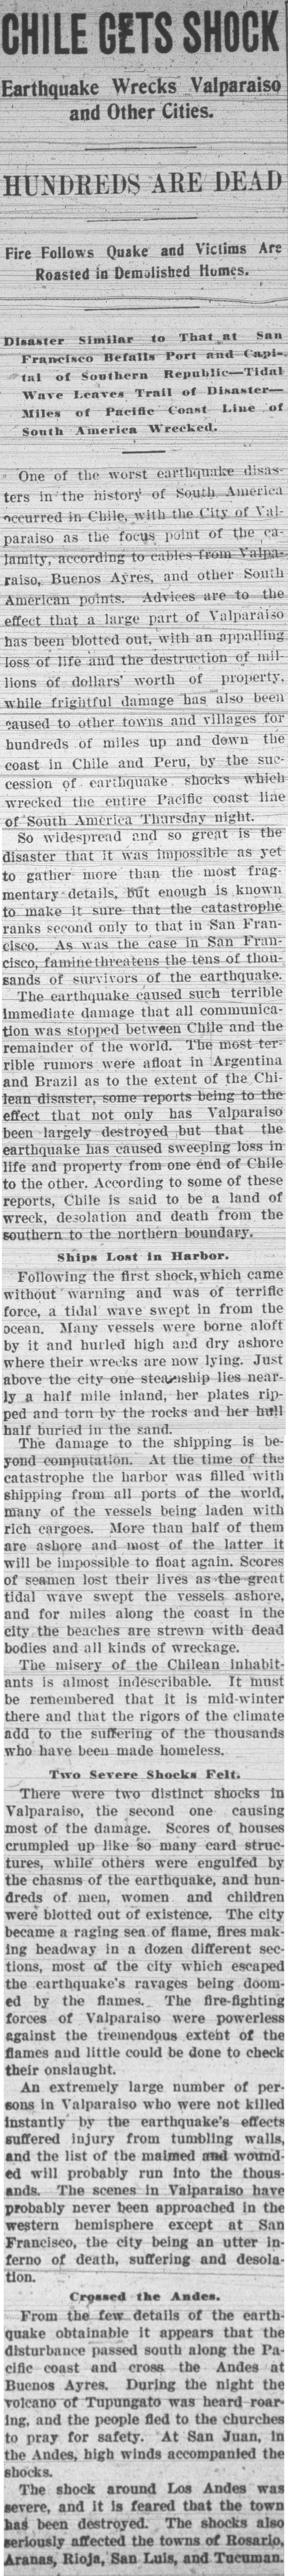 CHILE GETS SHOCK
Earthquake Wrecks Valparaiso
and Other Cities.
HUNDREDS ARE DEAD
Fire Follows Quake and Victims Are
Roasted in Demolished Homes.
Disaster Similar to That at San
Francisco Befalls Port and Capi-
tal of Southern Republic—Tidal
Wave Leaves Trail of Disaster—
Miles of Pacific Coast Line of
South America Wrecked.
One of the worst earthquake disas-
ters in the history of South America
occurred in Chile, with the City of Val-
paraiso as the focus point of the ca-
lamity, according to cables from Valpa-
raiso, Buenos Ayres, and other South
American points. Advices are to the
effect that a large part of Valparaiso
has been blotted out, with an appalling
loss of life and the destruction of mil-
lions of dollars' worth of property,
while frightful damage has also been
caused to other towns and villages for
hundreds of miles up and down the
coast in Chile and Peru, by the suc-
cession of earthquake shocks which
wrecked the entire Pacific coast line
of South America Thursday night.
So widespread and so great is the
disaster that it was impossible as yet
to gather more than the most frag-
mentary details, but enough is known
to make it sure that the catastrophe
ranks second only to that in San Fran-
cisco. As was the case in San Fran-
cisco, famine threatens the tens of thou-
sands of survivors of the earthquake.
The earthquake caused such terrible
immediate damage that all communica-
tion was stopped between Chile and the
remainder of the world. The most ter-
rible rumors were afloat in Argentina
and Brazil as to the extent of the Chi-
lean disaster, some reports being to the
effect that not only has Valparaiso
been largely destroyed but that the
earthquake has caused sweeping loss in
life and property from one end of Chile
to the other. According to some of these
reports, Chile is said to be a land of
wreck, desolation and death from the
southern to the northern boundary.
Ships Lost in Harbor.
Following the first shock, which came
without warning and was of terrific
force, a tidal wave swept in from the
ocean. Many vessels were borne aloft
by it and hurled high and dry ashore
where their wrecks are now lying. Just
above the city one steamship lies near-
ly a half mile inland, her plates rip-
ped and torn by the rocks and her hull
half buried in the sand.
The damage to the shipping is be-
yond computation. At the time of the
catastrophe the harbor was filled with
shipping from all ports of the world,
many of the vessels being laden with
rich cargoes. More than half of them
are ashore and most of the latter it
will be impossible to float again. Scores
of seamen lost their lives as the great
tidal wave swept the vessels ashore,
and for miles along the coast in the
city the beaches are strewn with dead
bodies and all kinds of wreckage.
The misery of the Chilean inhabit-
ants is almost indescribable. It must
be remembered that it is mid-winter
there and that the rigors of the climate
add to the suffering of the thousands
who have been made homeless.
Two Severe Shocks Felt.
There were two distinct shocks in
Valparaiso, the second one causing
most of the damage. Scores of houses
crumpled up like so many card struc-
tures, while others were engulfed by
the chasms of the earthquake, and hun-
dreds of men, women and children
were blotted out of existence. The city
became a raging sea of flame, fires mak-
ing headway in a dozen different sec-
tions, most of the city which escaped
the earthquake's ravages being doom-
ed by the flames. The fire-fighting
forces of Valparaiso were powerless
against the tremendous extent of the
flames and little could be done to check
their onslaught.
An extremely large number of per-
sons in Valparaiso who were not killed
instantly by the earthquake's effects
suffered injury from tumbling walls,
and the list of the maimed and wound-
ed will probably run into the thous-
ands. The scenes in Valparaiso have
probably never been approached in the
western hemisphere except at San
Francisco, the city being an utter in-
ferno of death, suffering and desola-
tion.
Crossed the Andes.
From the few details of the earth-
quake obtainable it appears that the
disturbance passed south along the Pa-
cific coast and cross the Andes at
Buenos Ayres. During the night the
volcano of Tupungato was heard roar-
ing, and the people fled to the churches
to pray for safety. At San Juan, in
the Andes, high winds accompanied the
shocks.
The shock around Los Andes was
severe, and it is feared that the town
has been destroyed. The shocks also
seriously affected the towns of Rosario,
Aranas, Rioja, San Luis, and Tucuman.